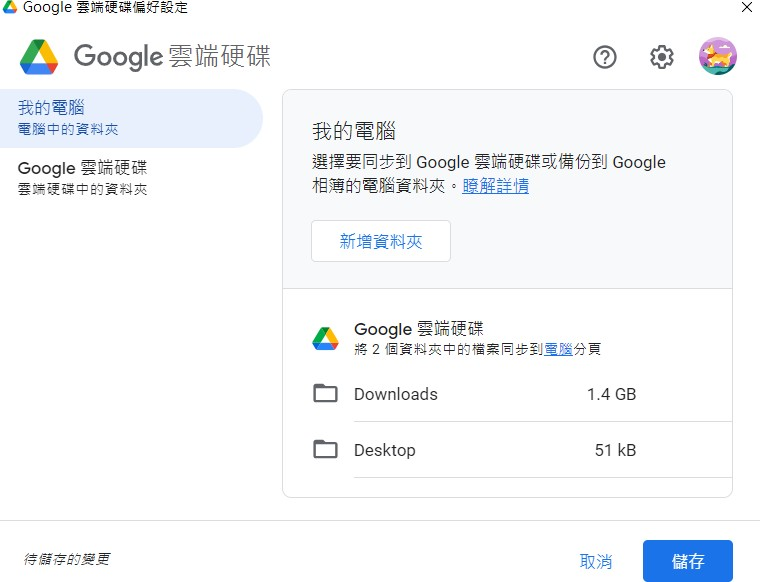 Google 雲端硬碟偏好設定
Google 雲端硬碟
我的電腦
電腦中的資料夾
Google 雲端硬碟
雲端硬碟中的資料夾
我的電腦
選擇要同步到 Google 雲端硬碟或備份到 Google
相簿的電腦資料夾。瞭解詳情
新增資料夾
Google 雲端硬碟
將 2 個資料夾中的檔案同步到電腦分頁
Downloads 1.4 GB
Desktop 51 kB
待儲存的變更
取消
儲存